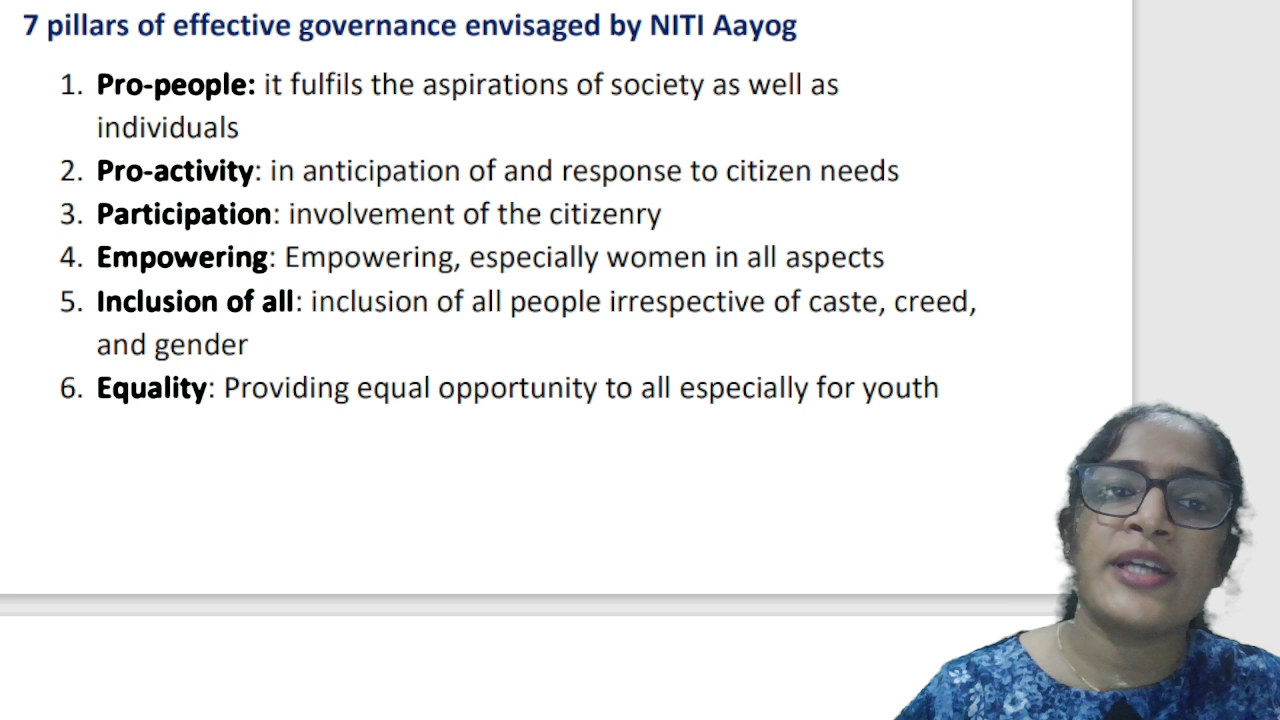 7 pillars of effective governance envisaged by NITI Aayog
1. Pro-people: it fulfils the aspirations of society as well as
individuals
2. Pro-activity: in anticipation of and response to citizen needs
3. Participation: involvement of the citizenry
4. Empowering: Empowering, especially women in all aspects
5. Inclusion of all: inclusion of all people irrespective of caste, creed,
and gender
6. Equality: Providing equal opportunity to all especially for youth